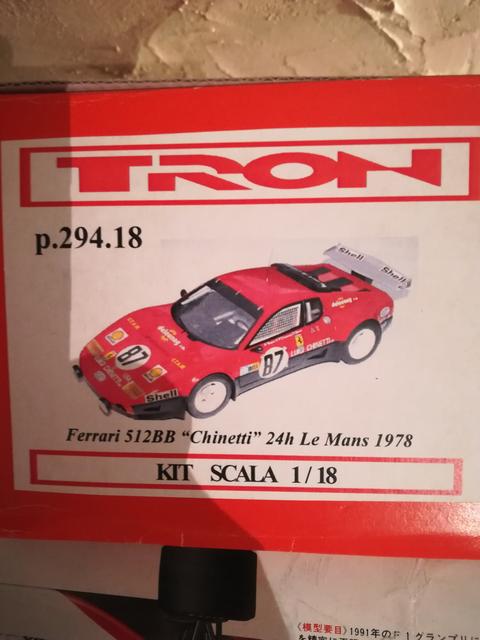 TRON
p.294.18
Shell
Shell
87
87
LUIGI CHINETTI
Shell
Ferrari 512BB “Chinetti” 24h Le Mans 1978
KIT SCALA 1/18
〈模型要目〉1991年のF1グランプリに